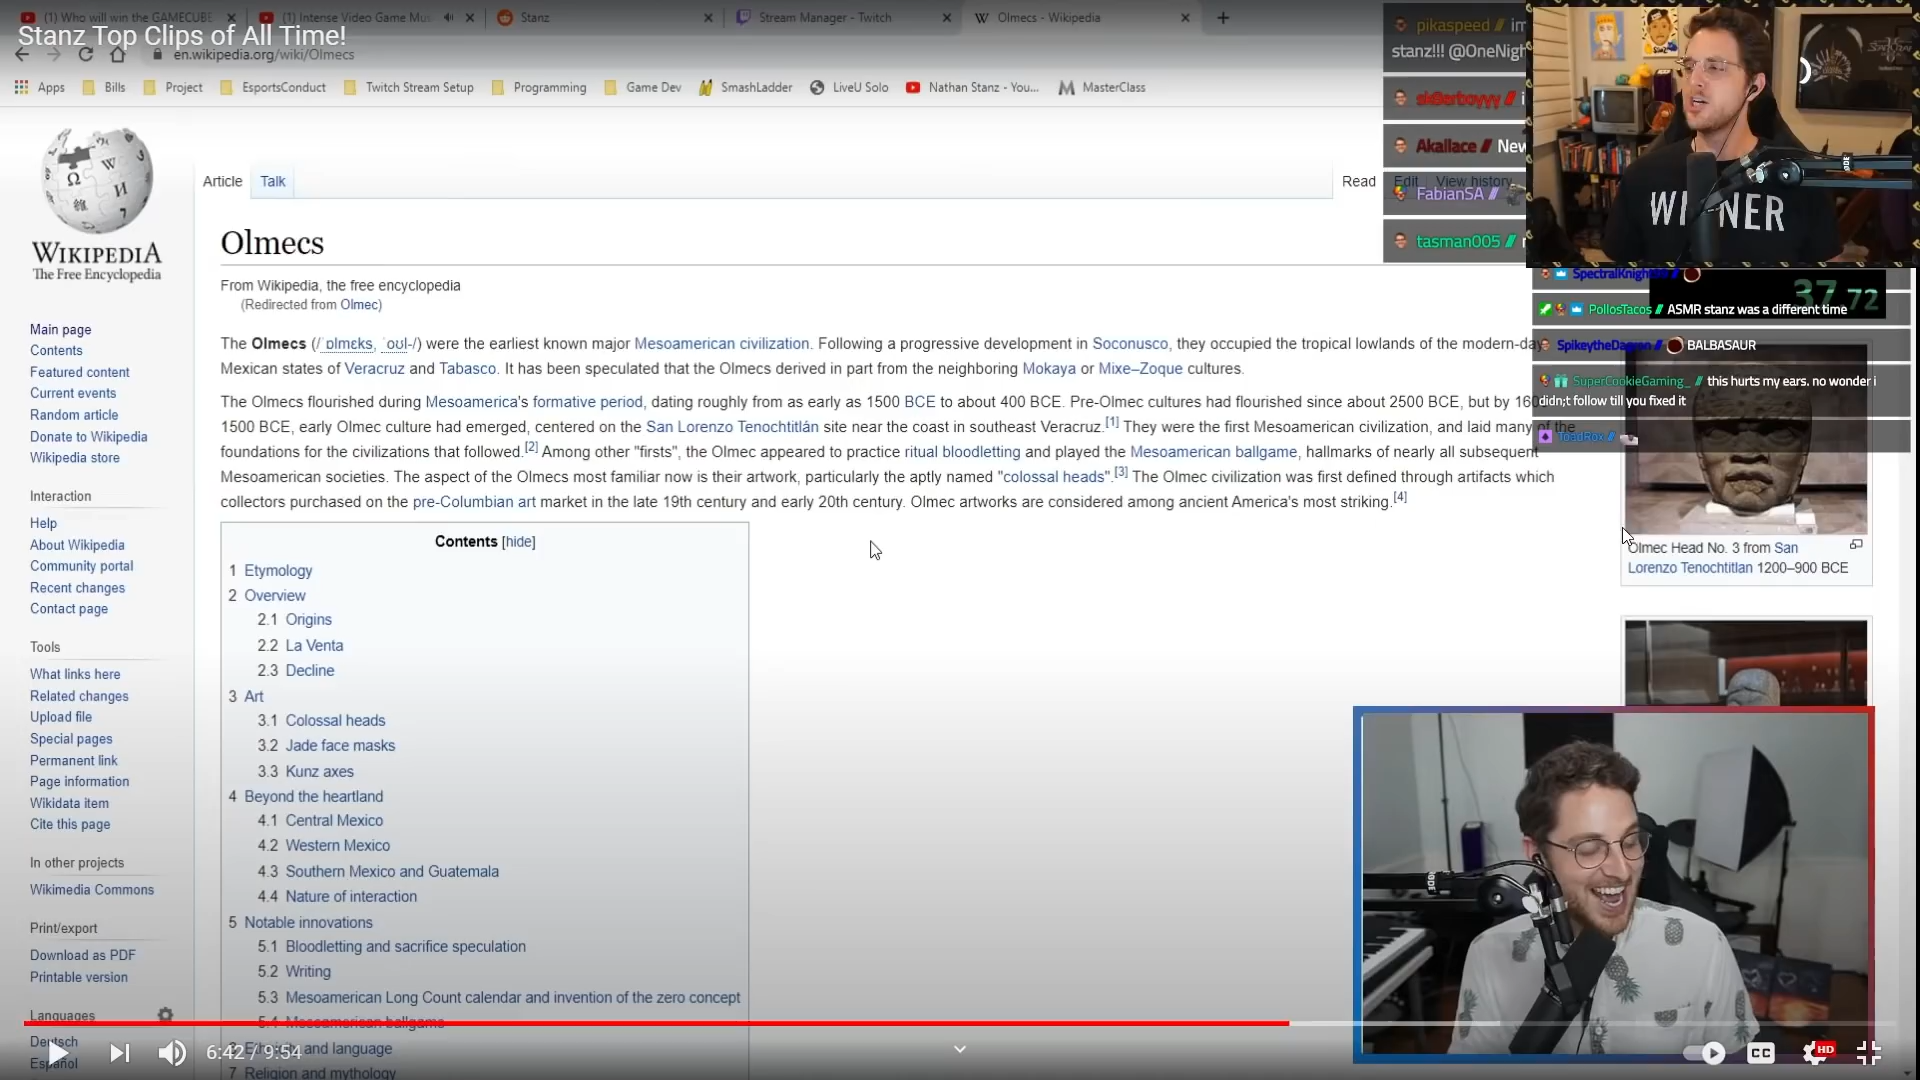 (1) Who will win the GAMECUBE
(1) Intense Video Game Mus
Stanz
Stream Manager - Twitch
Olmecs - Wikipedia
Stanz Top Clips of All Time!
en.wikipedia.org/wiki/Olmecs
Apps
Bills
Project
EsportsConduct
Twitch Stream Setup
Programming
Game Dev
SmashLadder
LiveU Solo
Nathan Stanz - You...
MasterClass
pikaspeed // im
stanz!!! @OneNigh
sk8erboyyy // i
Akallace // New
FabianSA //
tasman005 //
WINNER
SpectralKnight
37.72
PollosTacos // ASMR stanz was a different time
BALBASAUR
SuperCookieGaming_ // this hurts my ears. no wonder i
didn;t follow till you fixed it
ToadRox //
WIKIPEDIA
The Free Encyclopedia
Main page
Contents
Featured content
Current events
Random article
Donate to Wikipedia
Wikipedia store
Interaction
Help
About Wikipedia
Community portal
Recent changes
Contact page
Tools
What links here
Related changes
Upload file
Special pages
Permanent link
Page information
Wikidata item
Cite this page
In other projects
Wikimedia Commons
Print/export
Download as PDF
Printable version
Languages
Deutsch
Español
Article
Talk
Read
Edit
View history
Olmecs
From Wikipedia, the free encyclopedia
(Redirected from Olmec)
The Olmecs (/ˈɒlmɛks, ˈoʊl-/) were the earliest known major Mesoamerican civilization. Following a progressive development in Soconusco, they occupied the tropical lowlands of the modern-day
Mexican states of Veracruz and Tabasco. It has been speculated that the Olmecs derived in part from the neighboring Mokaya or Mixe–Zoque cultures.
The Olmecs flourished during Mesoamerica's formative period, dating roughly from as early as 1500 BCE to about 400 BCE. Pre-Olmec cultures had flourished since about 2500 BCE, but by 160
1500 BCE, early Olmec culture had emerged, centered on the San Lorenzo Tenochtitlán site near the coast in southeast Veracruz.[1] They were the first Mesoamerican civilization, and laid many of the
foundations for the civilizations that followed.[2] Among other "firsts", the Olmec appeared to practice ritual bloodletting and played the Mesoamerican ballgame, hallmarks of nearly all subsequent
Mesoamerican societies. The aspect of the Olmecs most familiar now is their artwork, particularly the aptly named "colossal heads".[3] The Olmec civilization was first defined through artifacts which
collectors purchased on the pre-Columbian art market in the late 19th century and early 20th century. Olmec artworks are considered among ancient America's most striking.[4]
Contents [hide]
1 Etymology
2 Overview
2.1 Origins
2.2 La Venta
2.3 Decline
3 Art
3.1 Colossal heads
3.2 Jade face masks
3.3 Kunz axes
4 Beyond the heartland
4.1 Central Mexico
4.2 Western Mexico
4.3 Southern Mexico and Guatemala
4.4 Nature of interaction
5 Notable innovations
5.1 Bloodletting and sacrifice speculation
5.2 Writing
5.3 Mesoamerican Long Count calendar and invention of the zero concept
5.4 Mesoamerican ballgame
Ethnicity and language
7 Religion and mythology
Olmec Head No. 3 from San
Lorenzo Tenochtitlan 1200–900 BCE
6:42 / 9:54
CC
HD